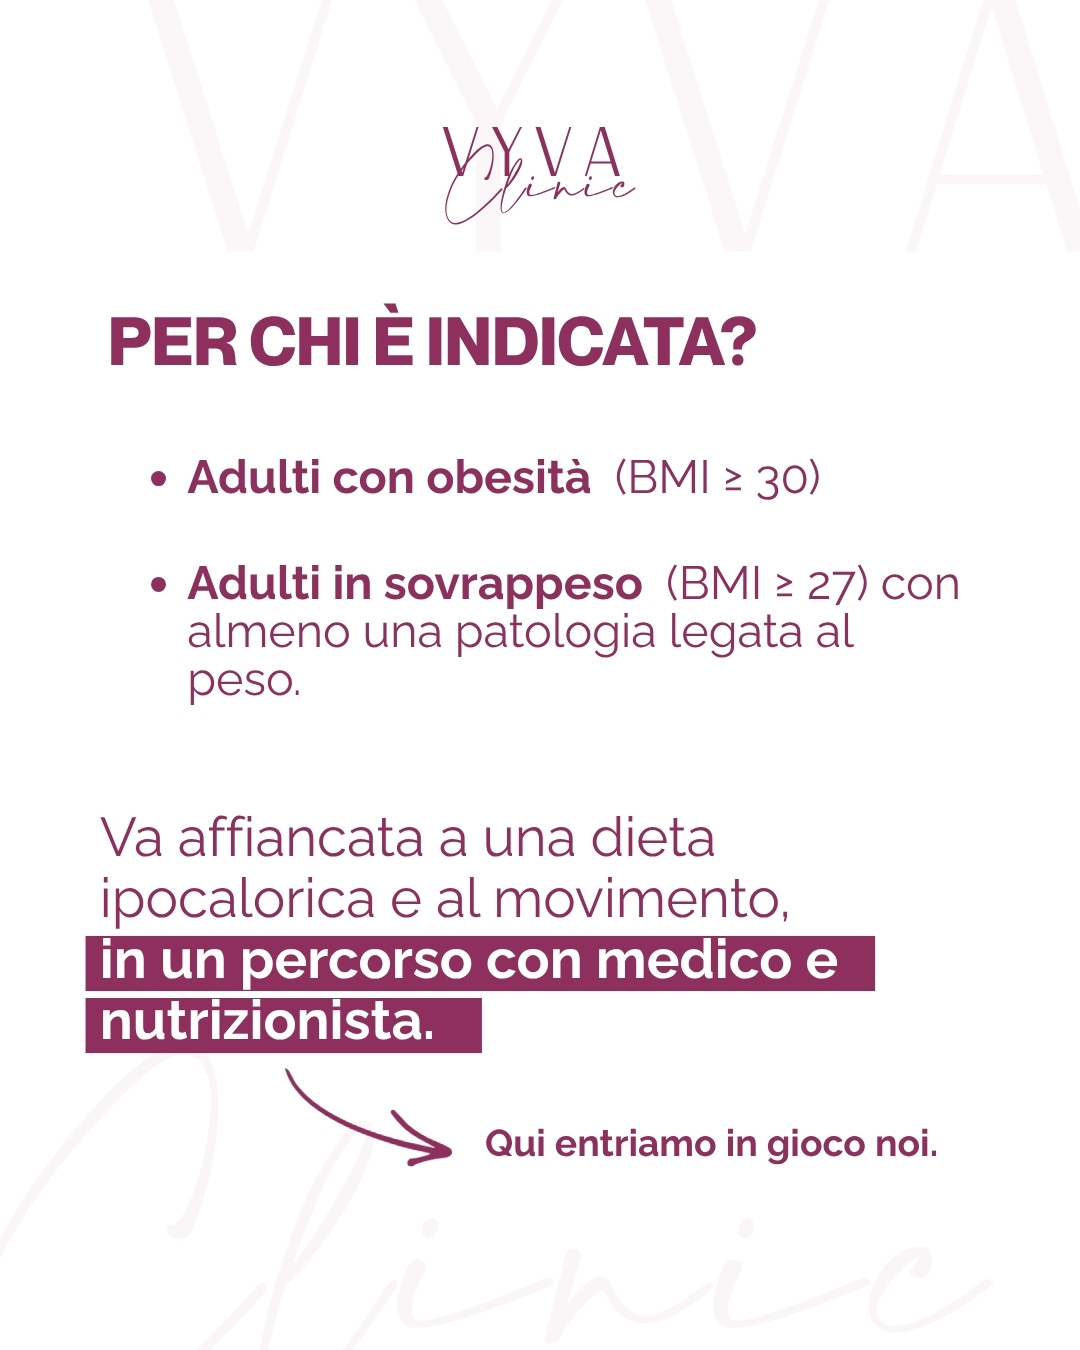 VYVA
Clinic
PER CHI È INDICATA?
• Adulti con obesità (BMI ≥ 30)
• Adulti in sovrappeso (BMI ≥ 27) con
almeno una patologia legata al
peso.
Va affiancata a una dieta
ipocalorica e al movimento,
in un percorso con medico e
nutrizionista.
Qui entriamo in gioco noi.
VYVA
Clinic